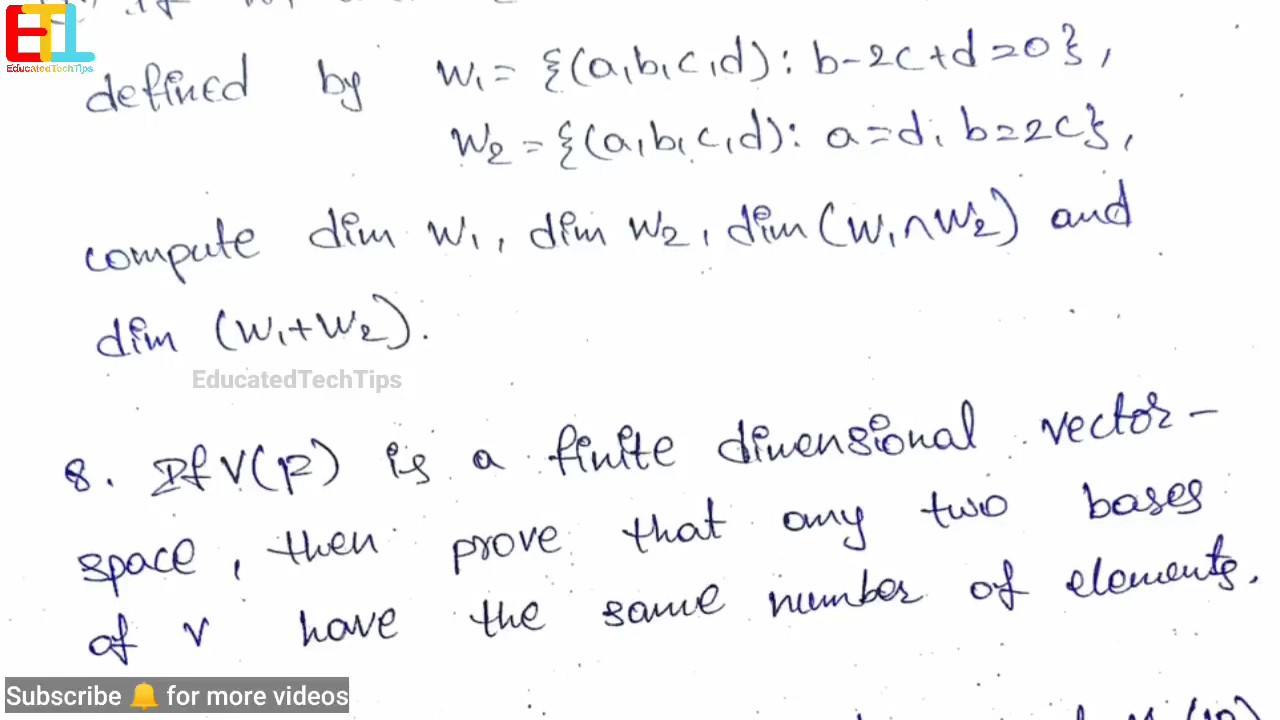 ETL
EducatedTechTips
defined by W₁ = {(a,b,c,d): b-2c+d=0},
W₂ = {(a,b,c,d): a=d, b=2c},
compute dim W₁, dim W₂, dim (W₁∩W₂) and
dim (W₁+W₂).
EducatedTechTips
8. If V(F) is a finite dimensional vector-
space, then prove that any two bases
of V have the same number of elements.
Subscribe 🔔 for more videos